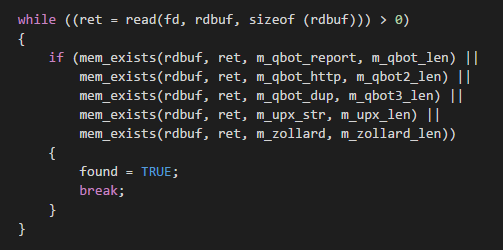 while ((ret = read(fd, rdbuf, sizeof (rdbuf))) > 0)
{
if (mem_exists(rdbuf, ret, m_qbot_report, m_qbot_len) ||
mem_exists(rdbuf, ret, m_qbot_http, m_qbot2_len) ||
mem_exists(rdbuf, ret, m_qbot_dup, m_qbot3_len) ||
mem_exists(rdbuf, ret, m_upx_str, m_upx_len) ||
mem_exists(rdbuf, ret, m_zollard, m_zollard_len))
{
found = TRUE;
break;
}
}